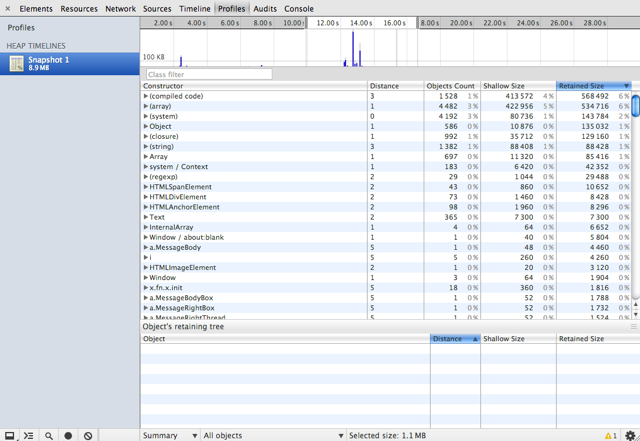 × Elements Resources Network Sources Timeline Profiles Audits Console
Profiles
HEAP TIMELINES
Snapshot 1
8.9 MB
2.00 s 4.00 s 6.00 s 8.00 s 10.00 12.00 s 14.00 s 16.00 s 8.00 s 20.00 s 22.00 s 24.00 s 26.00 s 28.00 s
100 KB
Class filter
Constructor Distance Objects Count Shallow Size Retained Size
(compiled code) 3 1 528 1% 413 572 4% 568 492 6%
(array) 1 4 482 3% 422 956 5% 534 716 6%
(system) 0 4 192 3% 80 736 1% 143 784 2%
Object 1 586 0% 10 876 0% 135 032 1%
(closure) 1 992 1% 35 712 0% 129 160 1%
(string) 3 1 382 1% 88 408 1% 88 428 1%
Array 1 697 0% 11 320 0% 85 416 1%
system / Context 1 183 0% 6 420 0% 42 352 0%
(regexp) 2 29 0% 1 044 0% 29 488 0%
HTMLSpanElement 2 43 0% 860 0% 10 652 0%
HTMLDivElement 2 73 0% 1 460 0% 8 428 0%
HTMLAnchorElement 2 98 0% 1 960 0% 8 296 0%
Text 2 365 0% 7 300 0% 7 300 0%
InternalArray 1 4 0% 64 0% 6 652 0%
Window / about:blank 1 1 0% 40 0% 5 804 0%
a.MessageBody 5 1 0% 48 0% 4 460 0%
i 5 5 0% 260 0% 4 260 0%
HTMLImageElement 2 1 0% 20 0% 3 120 0%
Window 1 3 0% 64 0% 1 904 0%
x.fn.x.init 5 18 0% 360 0% 1 816 0%
a.MessageBodyBox 5 1 0% 52 0% 1 788 0%
a.MessageRightBox 5 1 0% 52 0% 1 732 0%
a.MessageRightThread 5 1 0% 52 0% 1 524 0%
Object's retaining tree
Object Distance Shallow Size Retained Size
Summary All objects Selected size: 1.1 MB 1